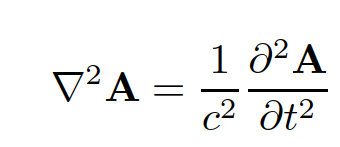 ∇²𝐀 = 1/c² ∂²𝐀/∂t²